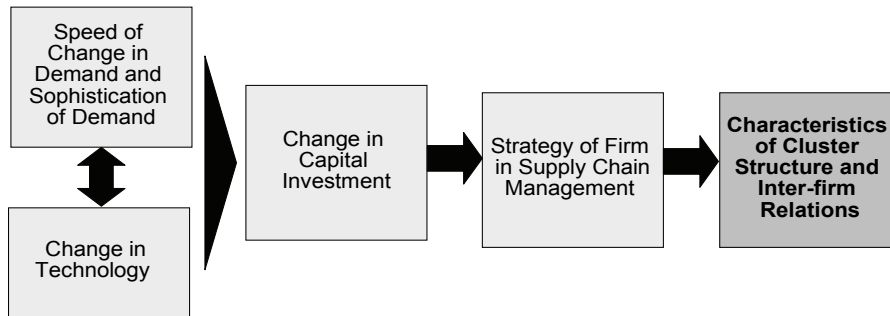 Speed of
Change in
Demand and
Sophistication
of Demand
Change in
Technology
Change in
Capital
Investment
Strategy of Firm
in Supply Chain
Management
Characteristics
of Cluster
Structure and
Inter-firm
Relations